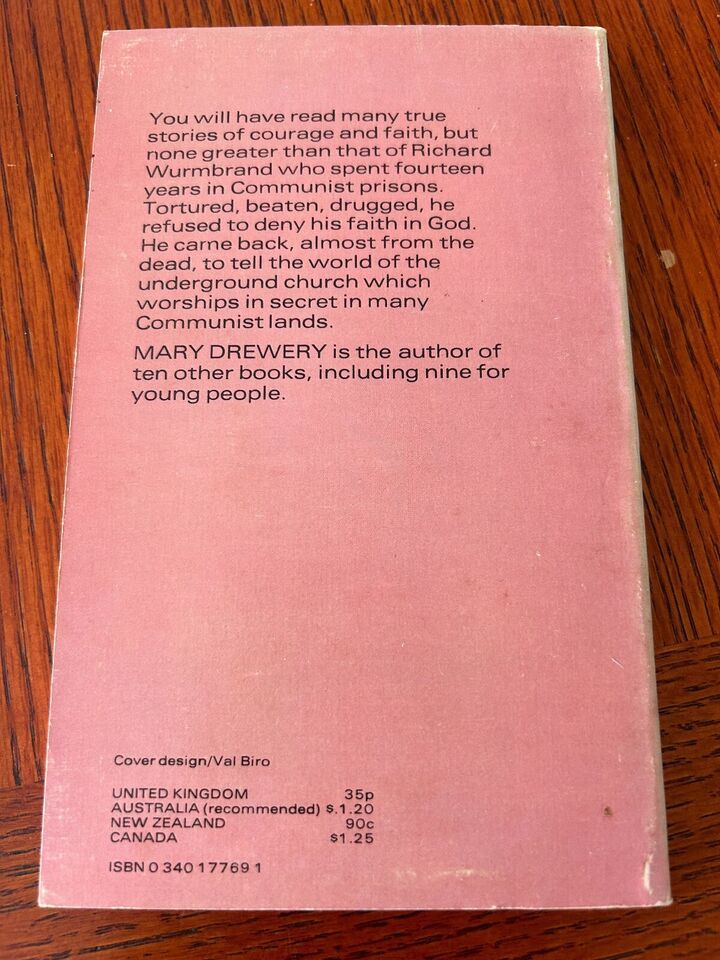 You will have read many true
stories of courage and faith, but
none greater than that of Richard
Wurmbrand who spent fourteen
years in Communist prisons.
Tortured, beaten, drugged, he
refused to deny his faith in God.
He came back, almost from the
dead, to tell the world of the
underground church which
worships in secret in many
Communist lands.
MARY DREWERY is the author of
ten other books, including nine for
young people.
Cover design/Val Biro
UNITED KINGDOM 35p
AUSTRALIA (recommended) $.1.20
NEW ZEALAND 90c
CANADA $1.25
ISBN 0 340 17769 1